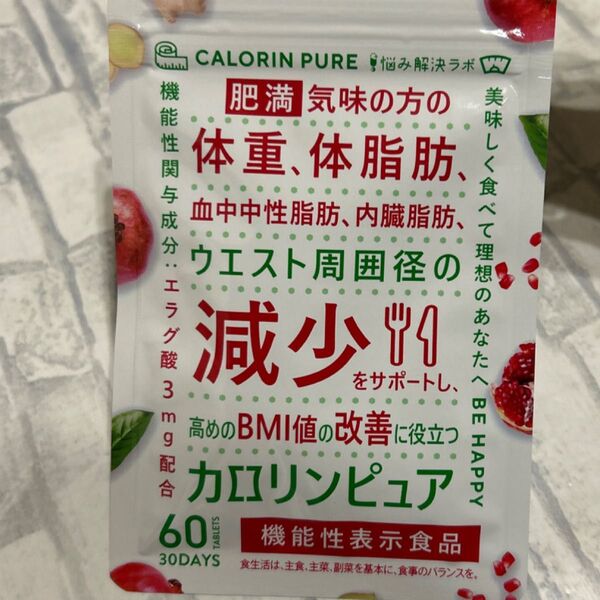 CALORIN PURE
悩み解決ラボ
肥満気味の方の
体重、体脂肪、
血中中性脂肪、内臓脂肪、
ウエスト周囲径の
減少
をサポートし、
高めのBMI値の改善に役立つ
カロリンピュア
60 TABLETS
30DAYS
機能性表示食品
食生活は、主食、主菜、副菜を基本に、食事のバランスを。
機能性関与成分：エラグ酸3mg配合
美味しく食べて理想のあなたへ BE HAPPY